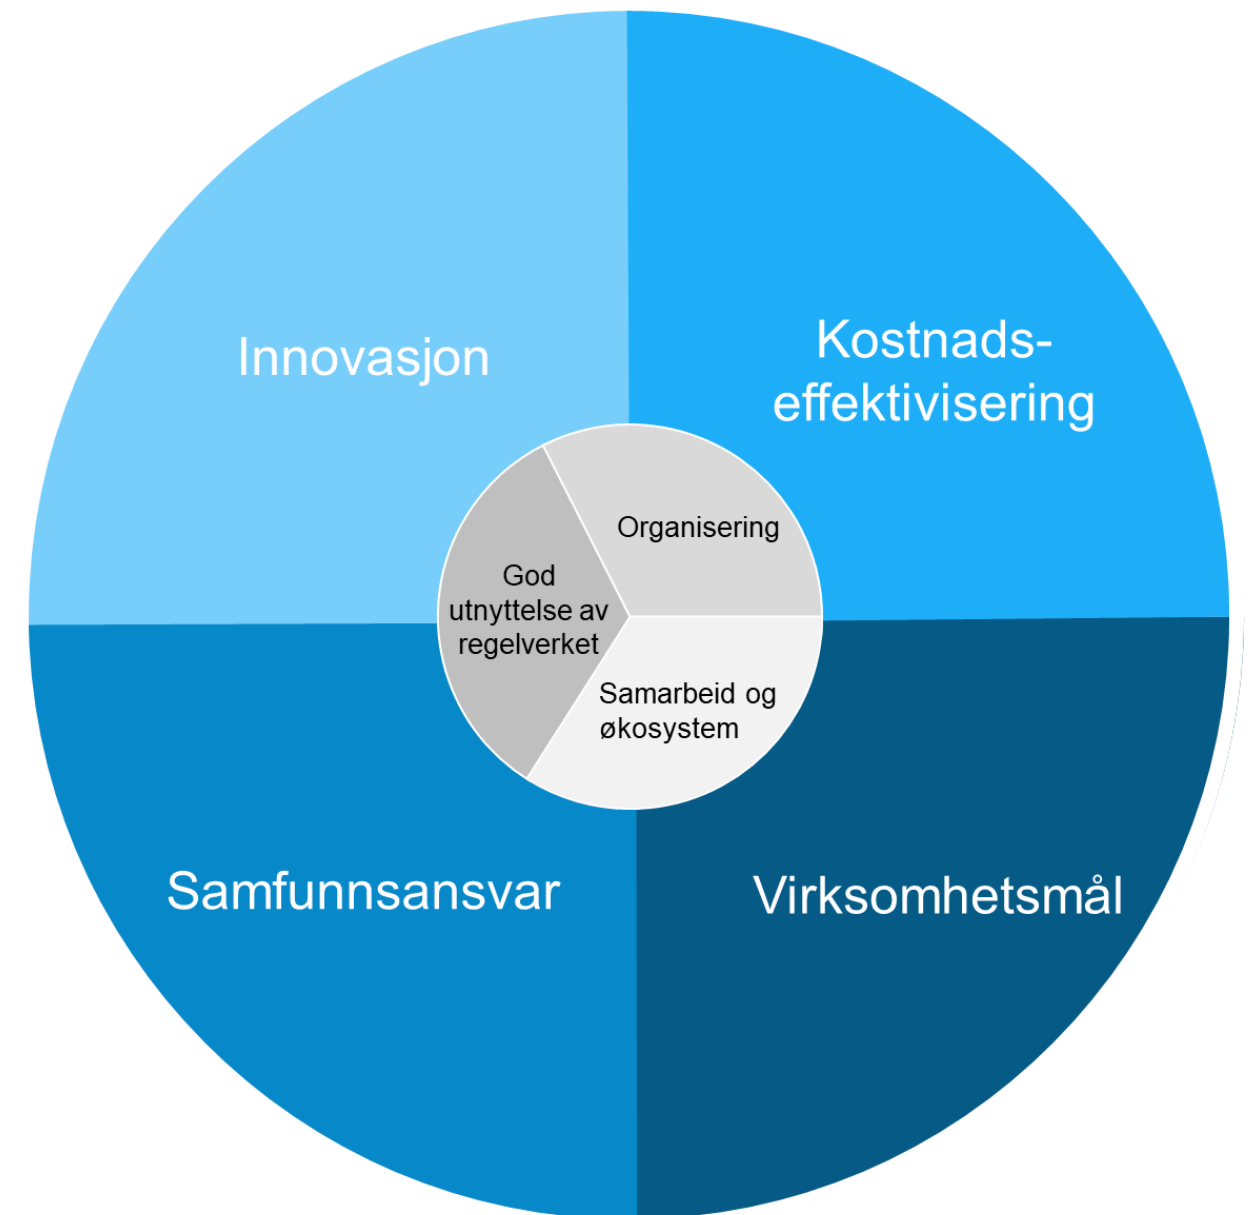 Innovasjon
Kostnads-
effektivisering
Organisering
God
utnyttelse av
regelverket
Samarbeid og
økosystem
Samfunnsansvar
Virksomhetsmål